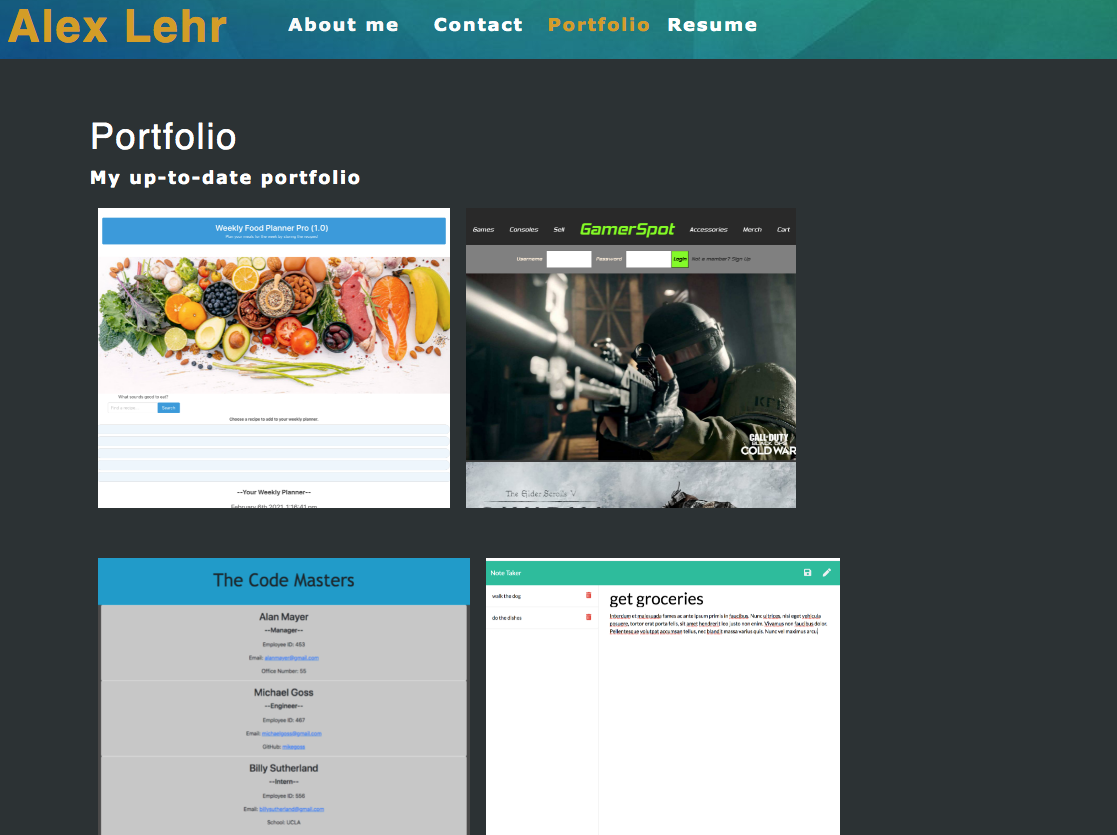 Alex Lehr About me Contact Portfolio Resume
Portfolio
My up-to-date portfolio
Weekly Food Planner Pro (1.0)
Plan your meals for the week by storing the recipes!
What sounds good to eat?
Search
Choose a recipe to add to your weekly planner.
--Your Weekly Planner--
February 6th 2021, 1:16:41 pm
Games Consoles Sell GamerSpot Accessories Merch Cart
Username Password Login Not a member? Sign Up
CALL OF DUTY
BLACK OPS
COLD WAR
The Elder Scrolls V
The Code Masters
Alan Mayer
--Manager--
Employee ID: 453
Email: alanmayer@gmail.com
Office Number: 55
Michael Goss
--Engineer--
Employee ID: 467
Email: michaelgoss@gmail.com
GitHub: mikegoss
Billy Sutherland
--Intern--
Employee ID: 556
Email: billysutherland@gmail.com
School: UCLA
Note Taker
walk the dog
do the dishes
get groceries
Interdum et malesuada fames ac ante ipsum primis in faucibus. Nunc ultrices, nisi eget vehicula
posuere, tortor erat porta felis, sit amet hendrerit leo justo non enim. Vivamus non faucibus dolor.
Pellentesque volutpat accumsan tellus, nec blandit massa varius quis. Nunc vel maximus arcu